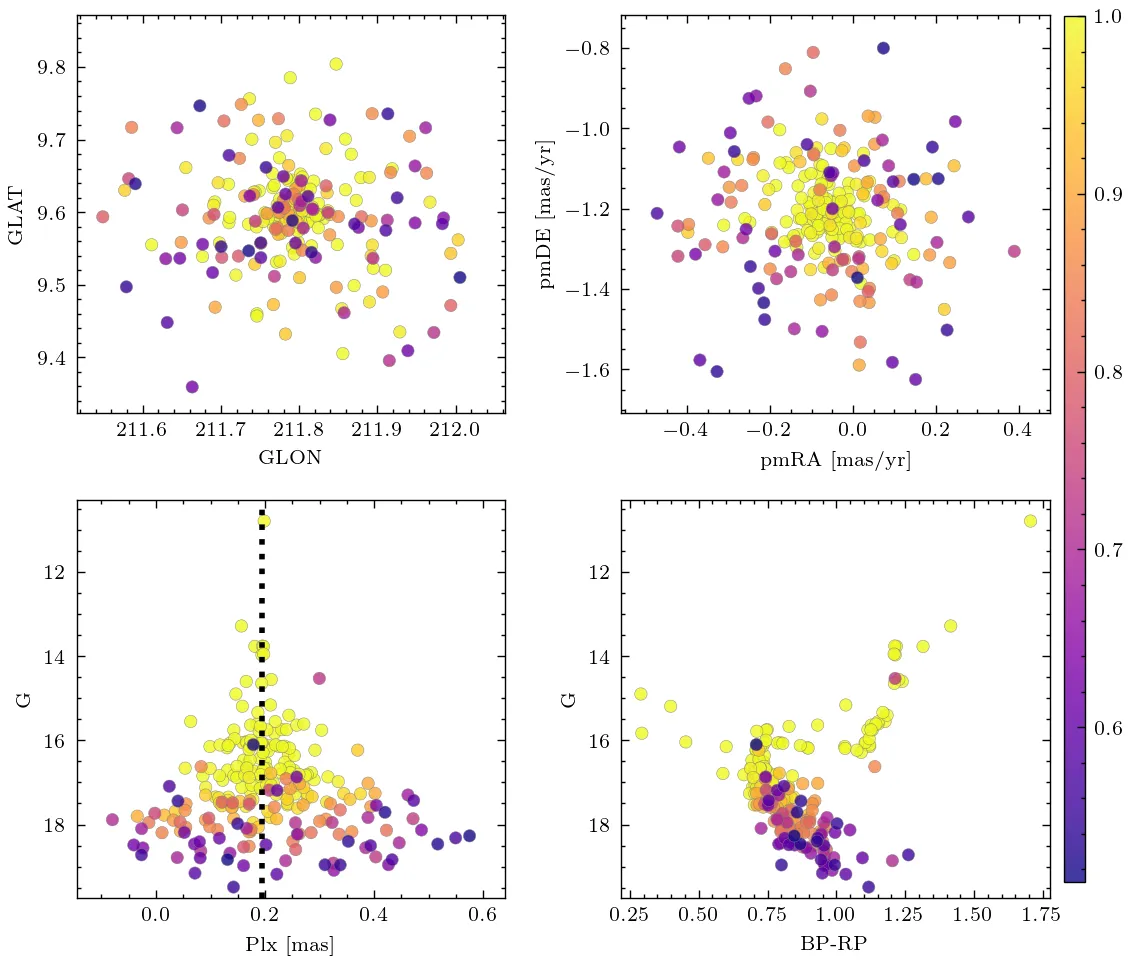 9.8
9.7
9.6
9.5
9.4
GLAT
211.6 211.7 211.8 211.9 212.0
GLON
−0.8
−1.0
−1.2
−1.4
−1.6
pmDE [mas/yr]
−0.4 −0.2 0.0 0.2 0.4
pmRA [mas/yr]
12
14
16
18
G
0.0 0.2 0.4 0.6
Plx [mas]
12
14
16
18
G
0.25 0.50 0.75 1.00 1.25 1.50 1.75
BP-RP
1.0
0.9
0.8
0.7
0.6